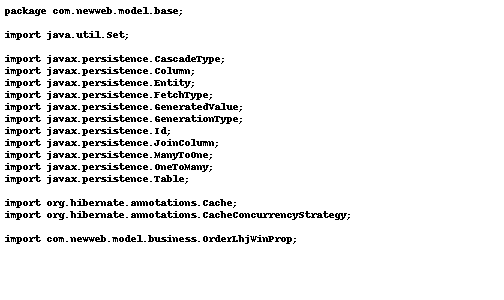 package com.newweb.model.base;

import java.util.Set;

import javax.persistence.CascadeType;
import javax.persistence.Column;
import javax.persistence.Entity;
import javax.persistence.FetchType;
import javax.persistence.GeneratedValue;
import javax.persistence.GenerationType;
import javax.persistence.Id;
import javax.persistence.JoinColumn;
import javax.persistence.ManyToOne;
import javax.persistence.OneToMany;
import javax.persistence.Table;

import org.hibernate.annotations.Cache;
import org.hibernate.annotations.CacheConcurrencyStrategy;

import com.newweb.model.business.OrderLhjWinProp;